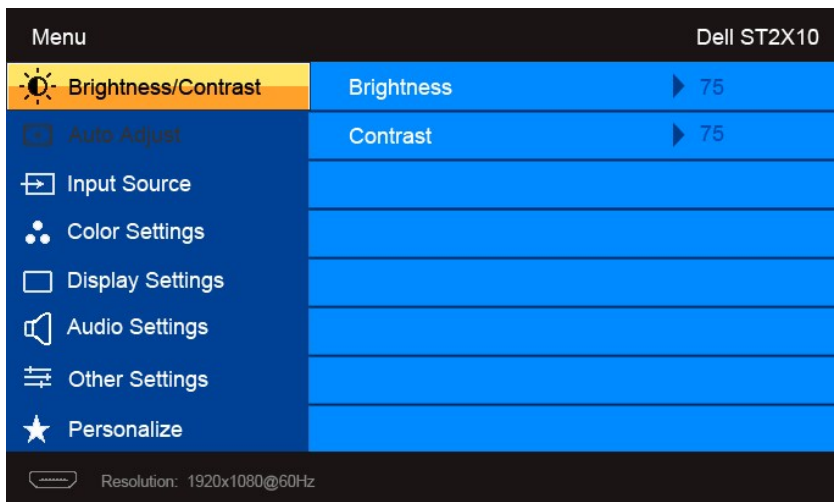 Menu Dell ST2X10
Brightness/Contrast Brightness 75
Auto Adjust Contrast 75
Input Source
Color Settings
Display Settings
Audio Settings
Other Settings
Personalize
Resolution: 1920x1080@60Hz